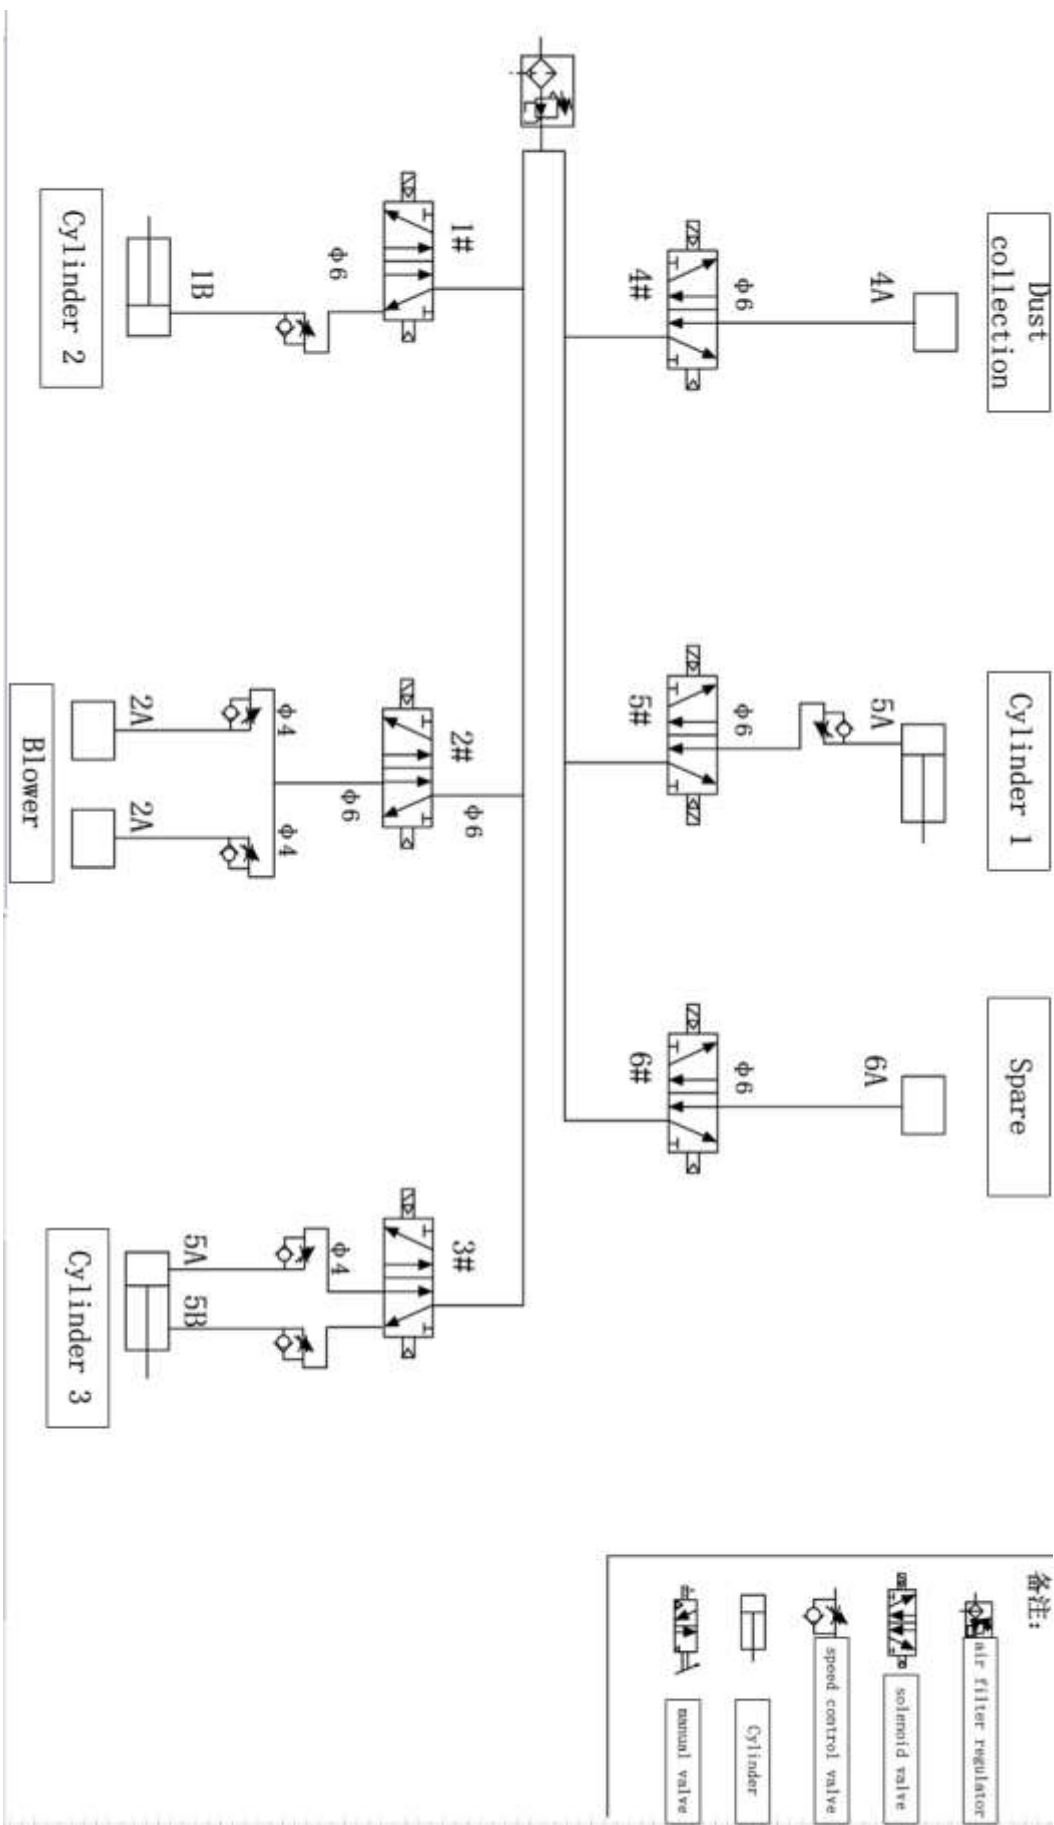 Dust
collection
Cylinder 1
Spare
4A
5A
6A
φ6
φ6
φ6
4#
5#
6#
1#
2#
3#
φ6
φ6
φ6
φ4
φ4
φ4
1B
2A
2A
5A
5B
Cylinder 2
Blower
Cylinder 3
备注:
air filter regulator
solenoid valve
speed control valve
Cylinder
manual valve